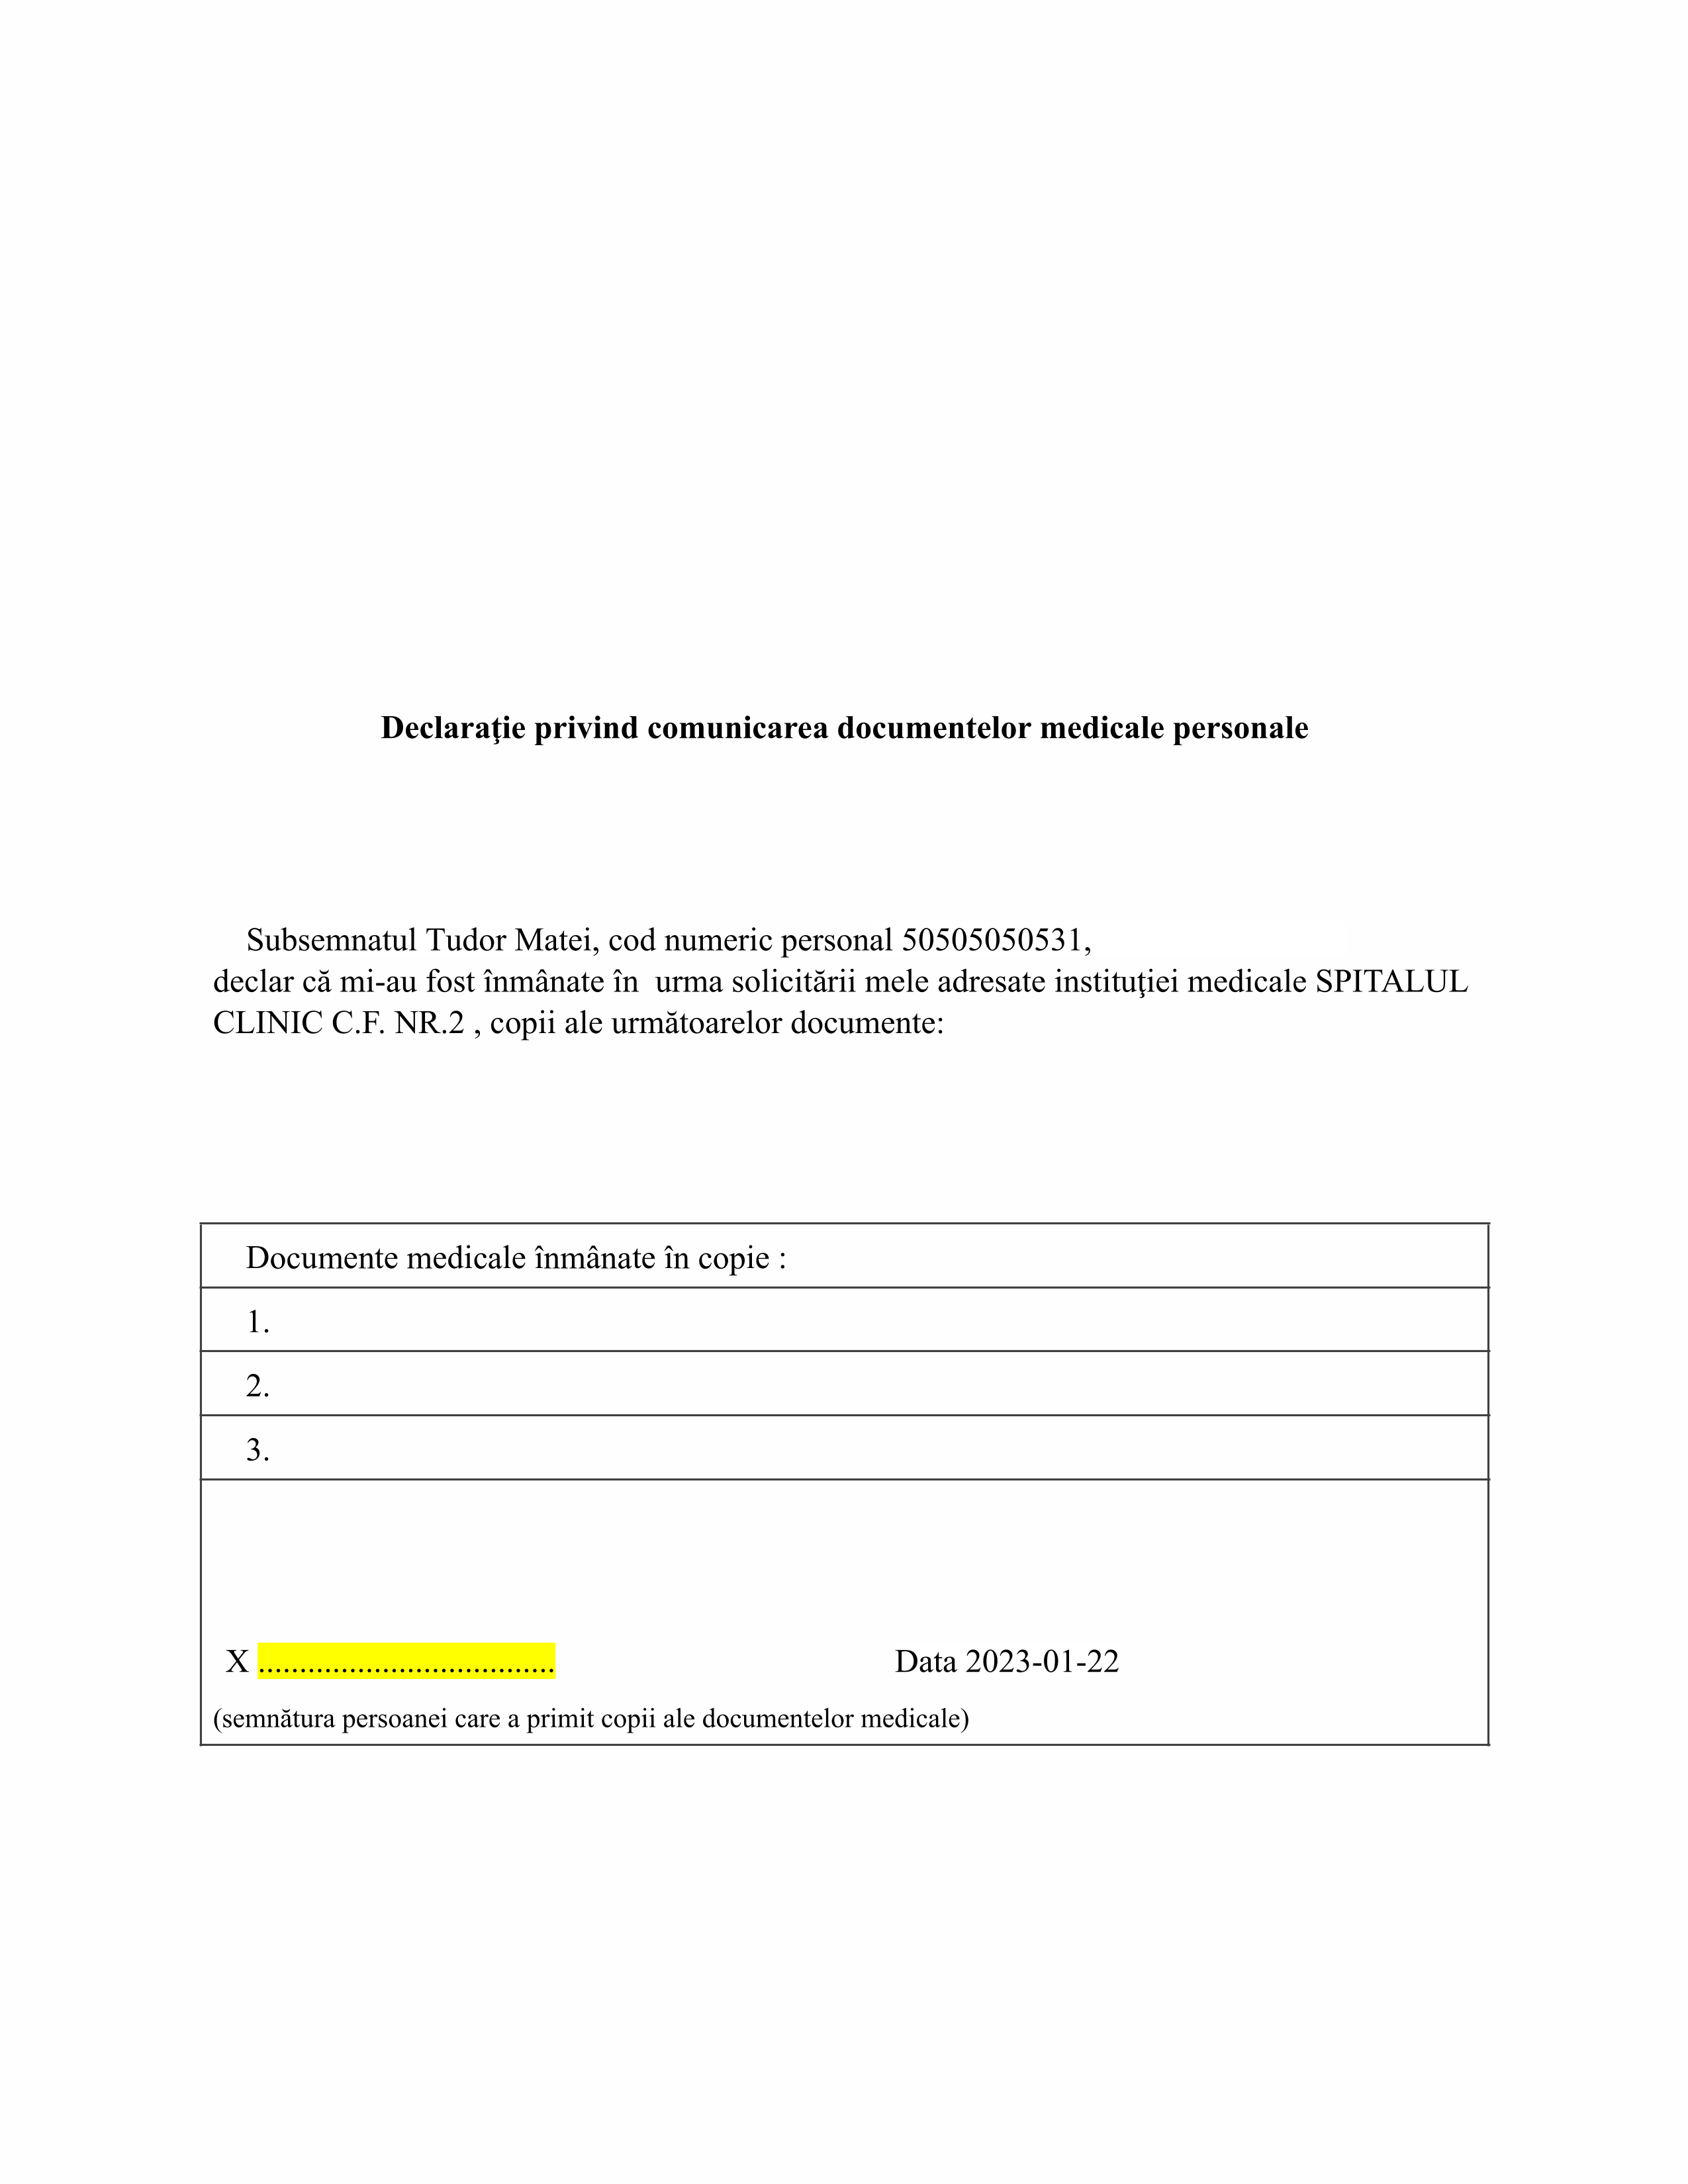 Declaraţie privind comunicarea documentelor medicale personale
Subsemnatul Tudor Matei, cod numeric personal 50505050531,
declar că mi-au fost înmânate în  urma solicitării mele adresate instituţiei medicale SPITALUL
CLINIC C.F. NR.2 , copii ale următoarelor documente:
Documente medicale înmânate în copie :
1.
2.
3.
X ....................................   Data 2023-01-22
(semnătura persoanei care a primit copii ale documentelor medicale)